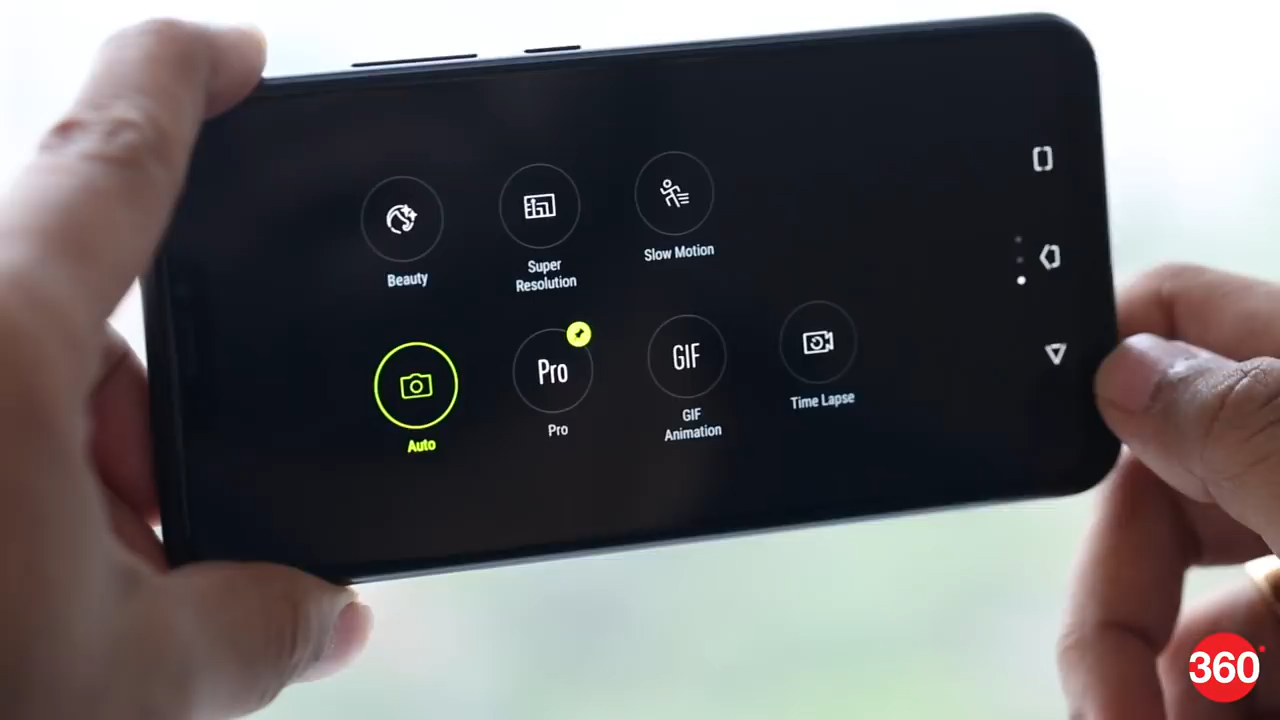 Beauty
Super
Resolution
Slow Motion
Auto
Pro
Pro
GIF
GIF
Animation
Time Lapse
360